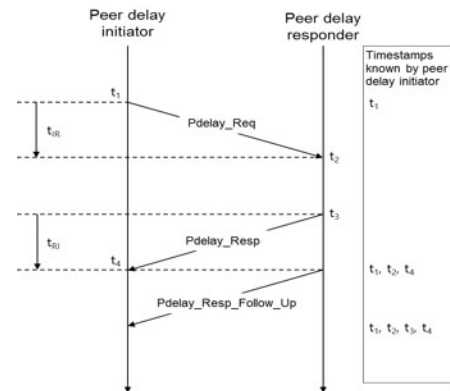 Peer delay
initiator
Peer delay
responder
Timestamps
known by peer
delay initiator
t₁
t₁
Pdelay_Req
tIR
t₂
t₃
Pdelay_Resp
tRI
t₄
t₁, t₂, t₄
Pdelay_Resp_Follow_Up
t₁, t₂, t₃, t₄